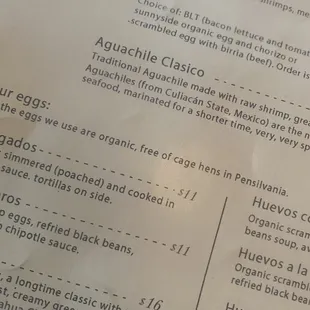 shrimps, me
Choice of: BLT (bacon lettuce and tomat
sunnyside organic egg and chorizo or
-scrambled egg with birria (beef). Order is
Aguachile Clasico
Traditional Aguachile made with raw shrimp, gre
Aguachiles (from Culiacán State, Mexico) are the m
seafood, marinated for a shorter time, very, very sp
ur eggs:
the eggs we use are organic, free of cage hens in Pensilvania.
gados $11
simmered (poached) and cooked in
sauce. tortillas on side.
ros $11
p eggs, refried black beans,
chipotle sauce.
$16
, a longtime classic with
st, creamy gree
Huevos c
Organic scram
beans soup, av
Huevos a la
Organic scrambl
refried black bear